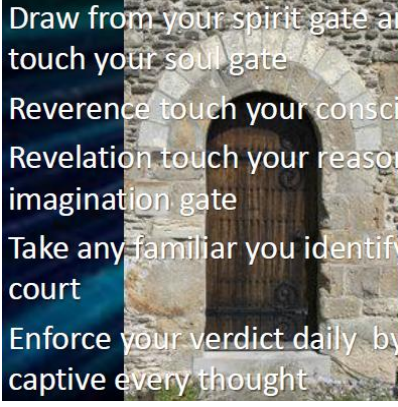 Draw from your spirit gate
touch your soul gate
Reverence touch your
Revelation touch your
imagination gate
Take any familiar you identify
court
Enforce your verdict daily by
captive every thought